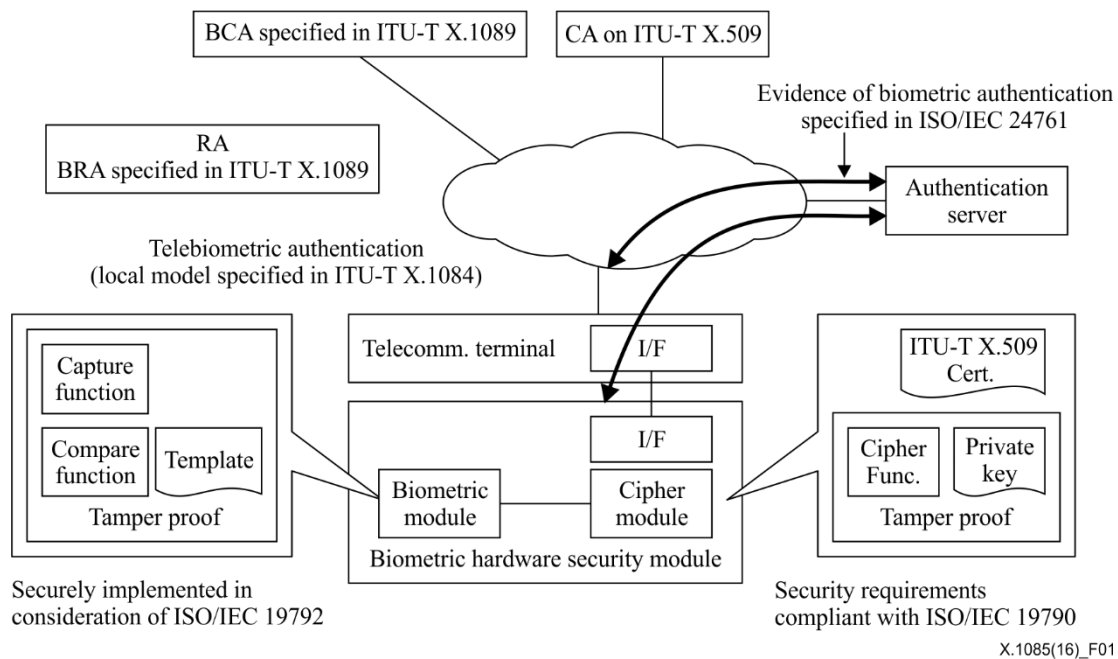 BCA specified in ITU-T X.1089
CA on ITU-T X.509
Evidence of biometric authentication
specified in ISO/IEC 24761
RA
BRA specified in ITU-T X.1089
Authentication
server
Telebiometric authentication
(local model specified in ITU-T X.1084)
Telecomm. terminal
I/F
Capture
function
Compare
function
Template
Tamper proof
I/F
Biometric
module
Cipher
module
Biometric hardware security module
ITU-T X.509
Cert.
Cipher
Func.
Private
key
Tamper proof
Securely implemented in
consideration of ISO/IEC 19792
Security requirements
compliant with ISO/IEC 19790
X.1085(16)_F01